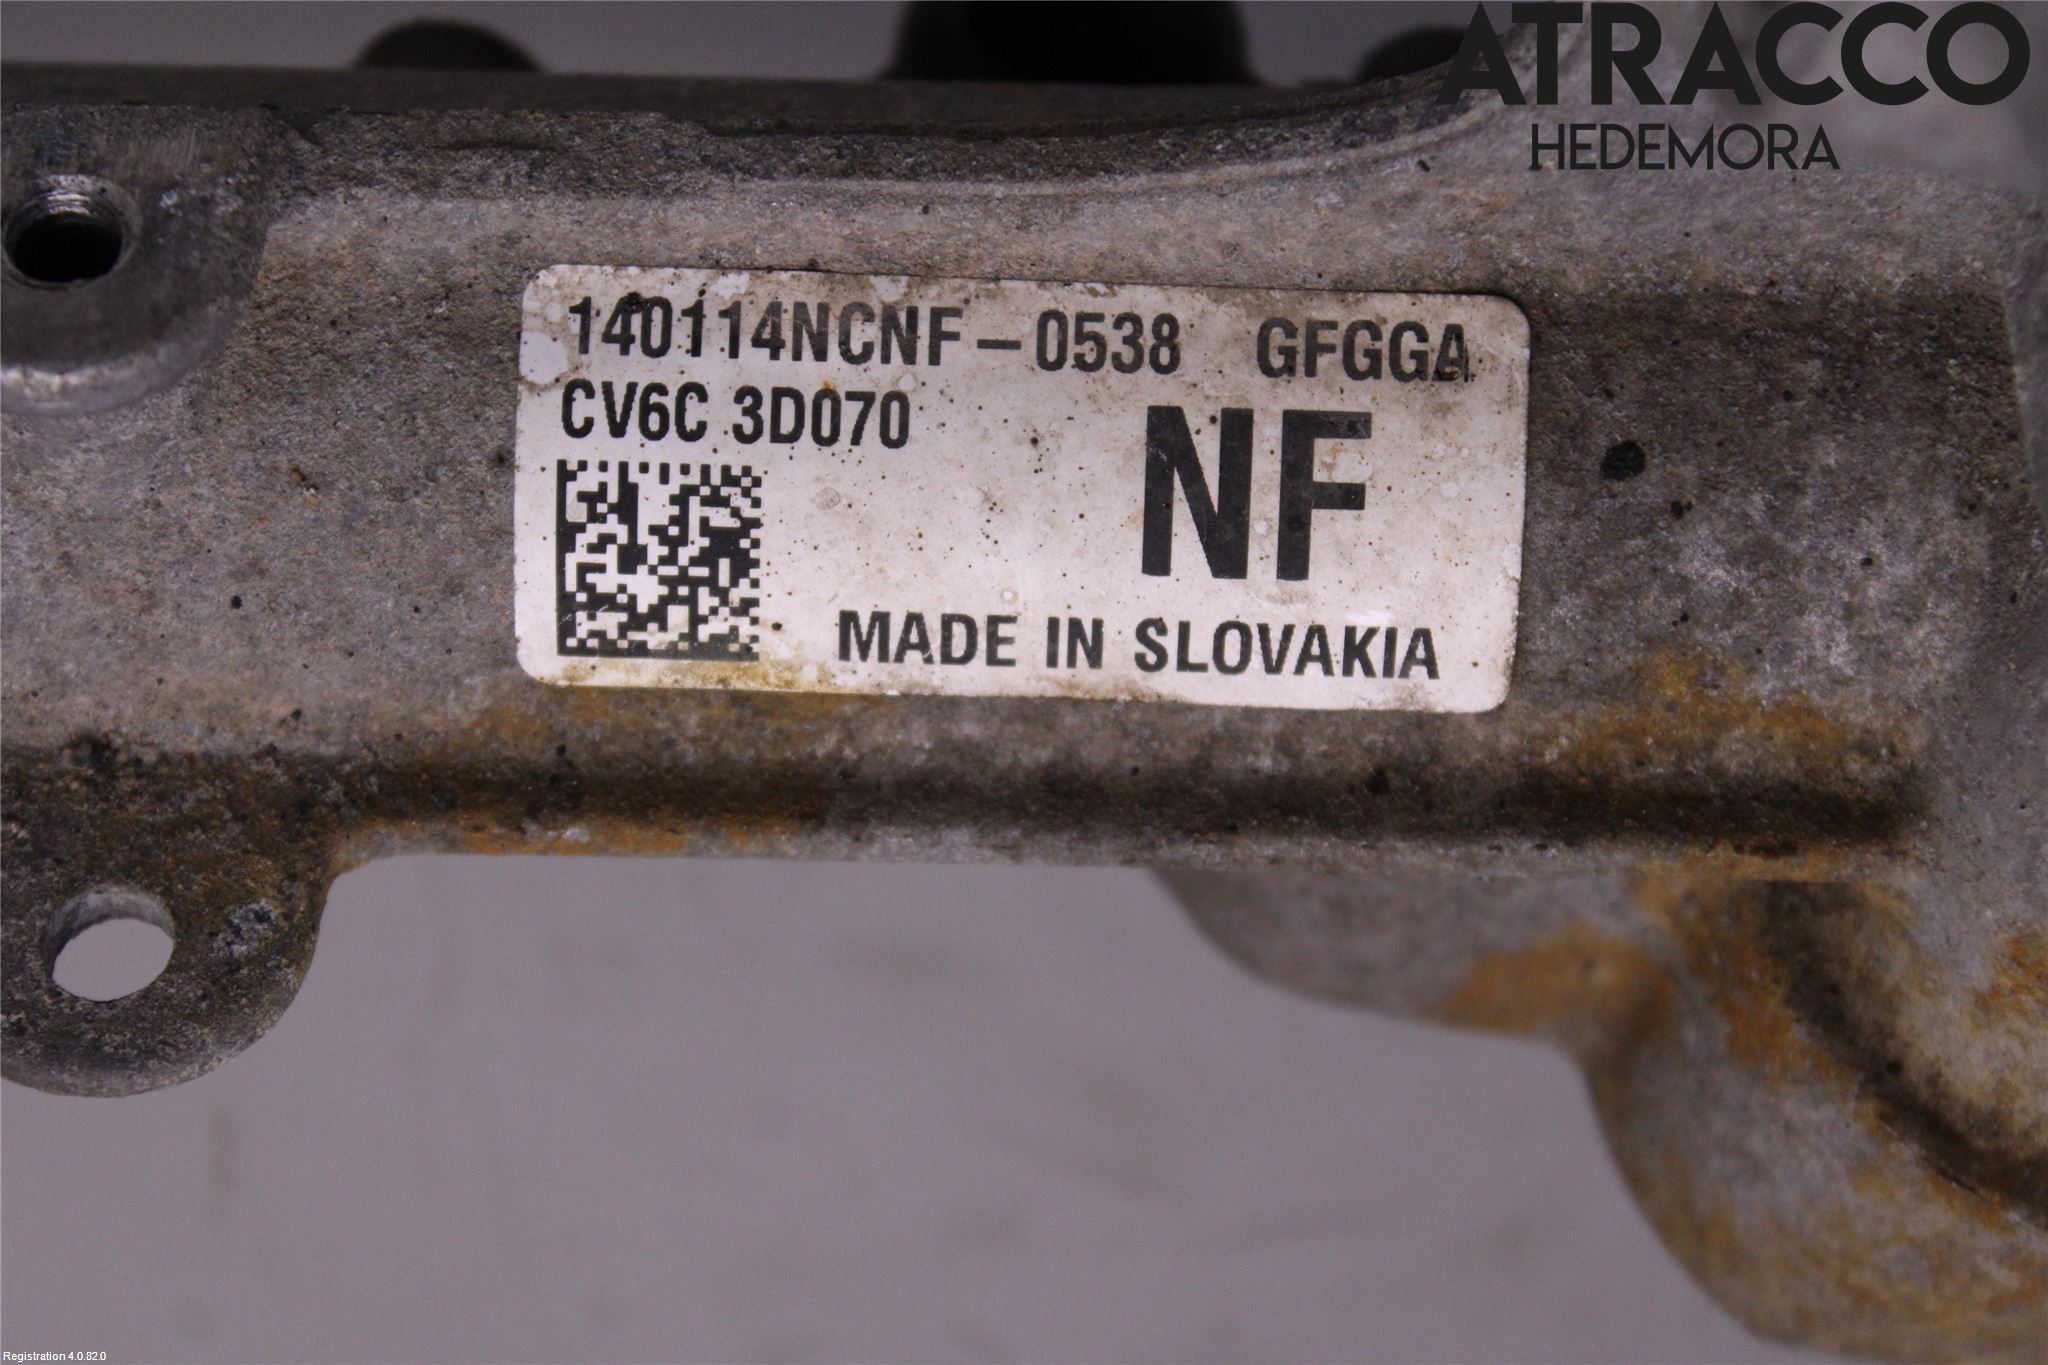 ATRACCO
HEDEMORA
140114NCNF-0538 GFGGA
CV6C 3D070
NF
MADE IN SLOVAKIA
Registration 4.0.82.0